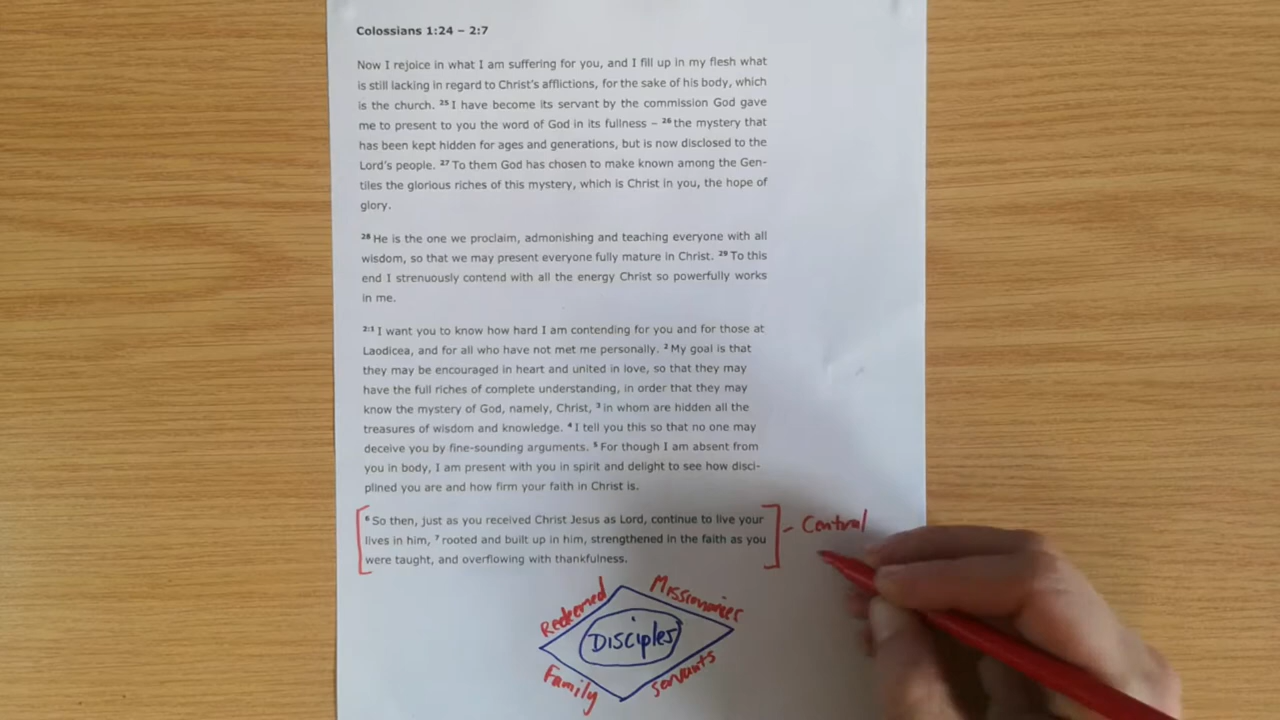 Colossians 1:24 – 2:7
Now I rejoice in what I am suffering for you, and I fill up in my flesh what
is still lacking in regard to Christ's afflictions, for the sake of his body, which
is the church. 25 I have become its servant by the commission God gave
me to present to you the word of God in its fullness – 26 the mystery that
has been kept hidden for ages and generations, but is now disclosed to the
Lord's people. 27 To them God has chosen to make known among the Gen-
tiles the glorious riches of this mystery, which is Christ in you, the hope of
glory.
28 He is the one we proclaim, admonishing and teaching everyone with all
wisdom, so that we may present everyone fully mature in Christ. 29 To this
end I strenuously contend with all the energy Christ so powerfully works
in me.
2:1 I want you to know how hard I am contending for you and for those at
Laodicea, and for all who have not met me personally. 2 My goal is that
they may be encouraged in heart and united in love, so that they may
have the full riches of complete understanding, in order that they may
know the mystery of God, namely, Christ, 3 in whom are hidden all the
treasures of wisdom and knowledge. 4 I tell you this so that no one may
deceive you by fine-sounding arguments. 5 For though I am absent from
you in body, I am present with you in spirit and delight to see how disci-
plined you are and how firm your faith in Christ is.
6 So then, just as you received Christ Jesus as Lord, continue to live your
lives in him, 7 rooted and built up in him, strengthened in the faith as you
were taught, and overflowing with thankfulness.
- Central
Redeemed
Missionaries
Disciples
Family
servants